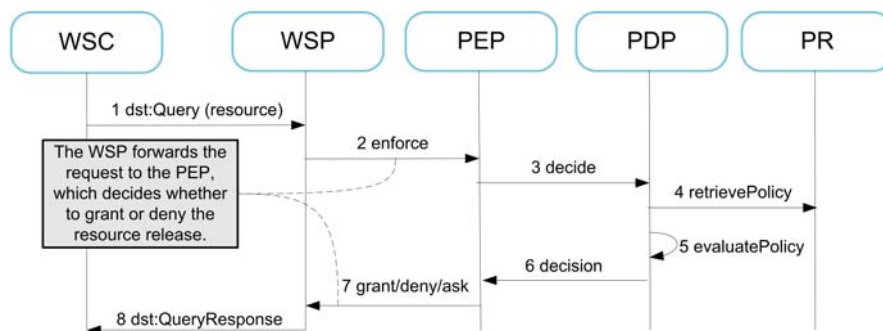 WSC
WSP
PEP
PDP
PR
1 dst:Query (resource)
The WSP forwards the
request to the PEP,
which decides whether
to grant or deny the
resource release.
2 enforce
3 decide
4 retrievePolicy
5 evaluatePolicy
6 decision
7 grant/deny/ask
8 dst:QueryResponse